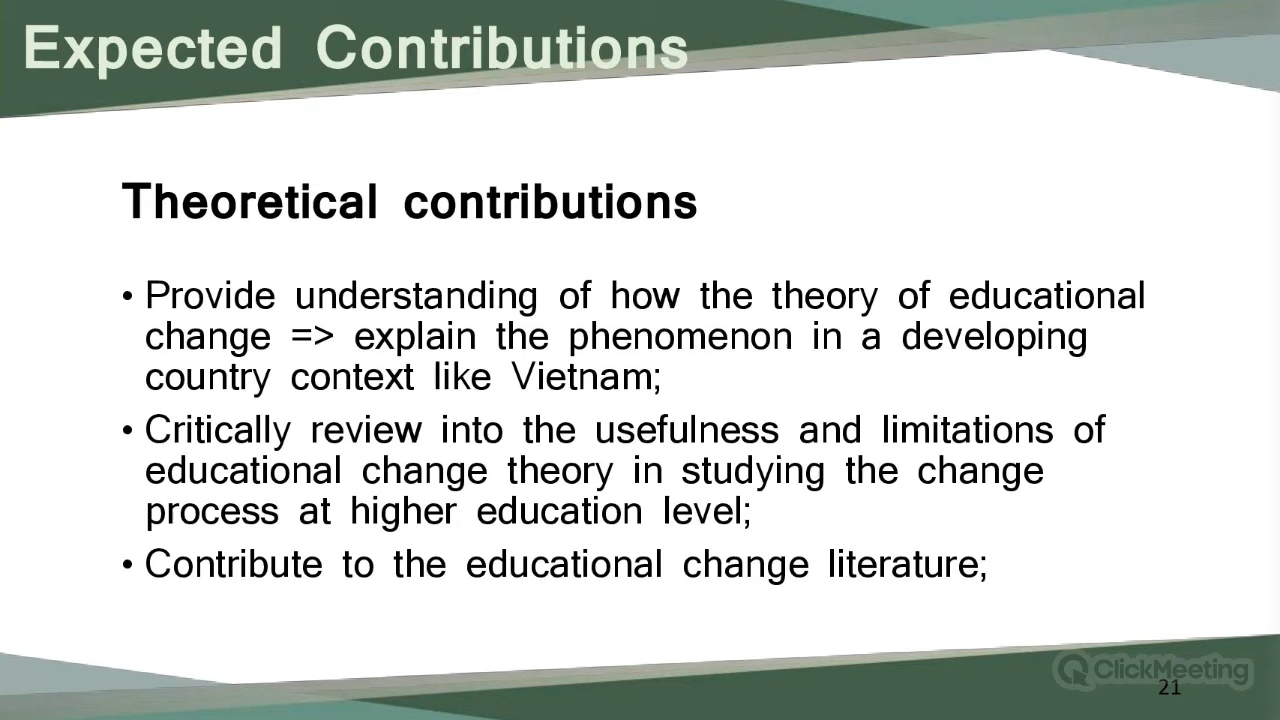 Expected Contributions
Theoretical contributions
• Provide understanding of how the theory of educational
change => explain the phenomenon in a developing
country context like Vietnam;
• Critically review into the usefulness and limitations of
educational change theory in studying the change
process at higher education level;
• Contribute to the educational change literature;
ClickMeeting
21